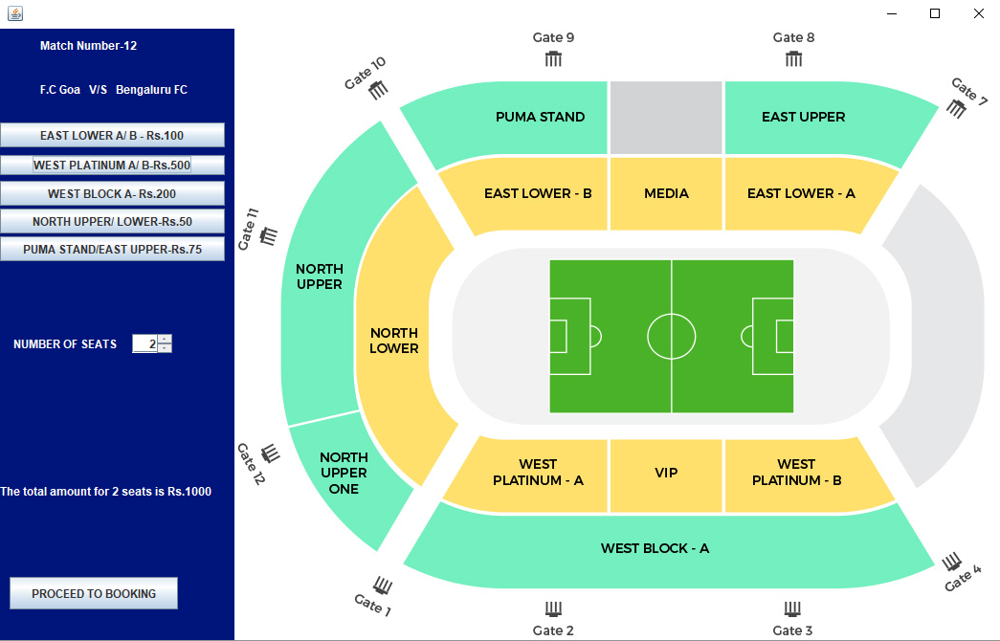 Match Number-12
F.C Goa V/S Bengaluru FC
EAST LOWER A/ B - Rs.100
WEST PLATINUM A/ B-Rs.500
WEST BLOCK A- Rs.200
NORTH UPPER/ LOWER-Rs.50
PUMA STAND/EAST UPPER-Rs.75
NUMBER OF SEATS 2
The total amount for 2 seats is Rs.1000
PROCEED TO BOOKING
Gate 9
Gate 8
Gate 10
Gate 7
PUMA STAND
EAST UPPER
EAST LOWER - B
MEDIA
EAST LOWER - A
Gate 11
NORTH
UPPER
NORTH
LOWER
Gate 12
NORTH
UPPER
ONE
WEST
PLATINUM - A
VIP
WEST
PLATINUM - B
WEST BLOCK - A
Gate 1
Gate 2
Gate 3
Gate 4